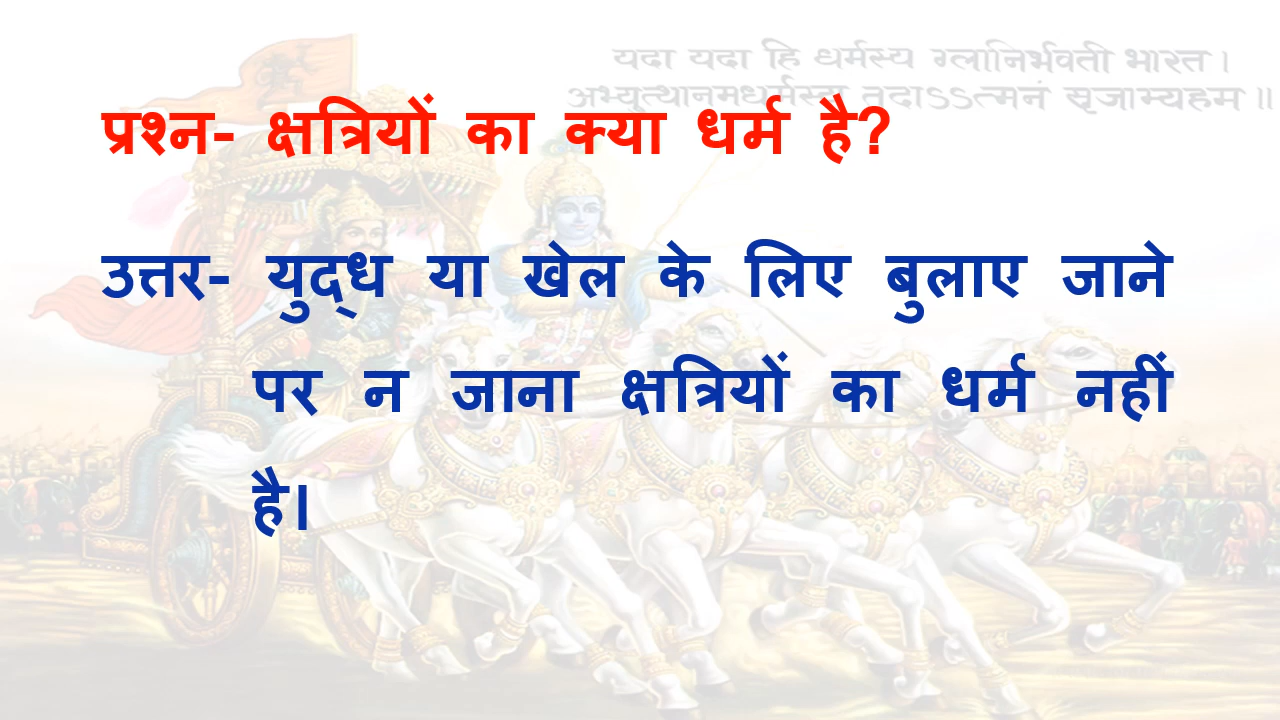 यदा यदा हि धर्मस्य ग्लानिर्भवती भारत।
अभ्युत्थानमधर्मस्य तदाऽऽत्मनं सृजाम्यहम॥
प्रश्न- क्षत्रियों का क्या धर्म है?
उत्तर- युद्ध या खेल के लिए बुलाए जाने
पर न जाना क्षत्रियों का धर्म नहीं
है।